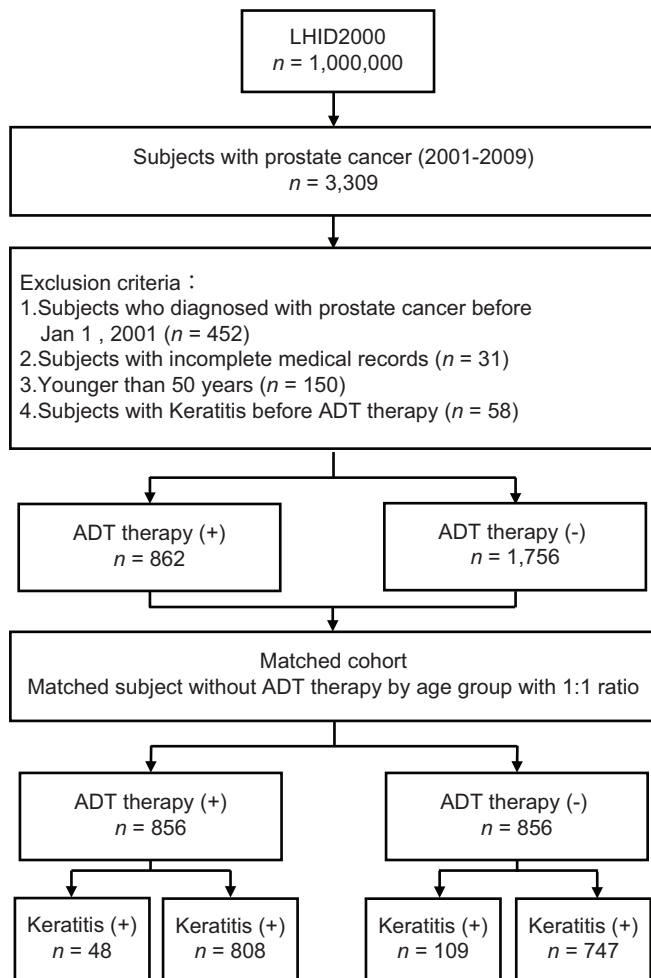 LHID2000
n = 1,000,000
Subjects with prostate cancer (2001-2009)
n = 3,309
Exclusion criteria：
1.Subjects who diagnosed with prostate cancer before
Jan 1 , 2001 (n = 452)
2.Subjects with incomplete medical records (n = 31)
3.Younger than 50 years (n = 150)
4.Subjects with Keratitis before ADT therapy (n = 58)
ADT therapy (+)
n = 862
ADT therapy (-)
n = 1,756
Matched cohort
Matched subject without ADT therapy by age group with 1:1 ratio
ADT therapy (+)
n = 856
ADT therapy (-)
n = 856
Keratitis (+)
n = 48
Keratitis (+)
n = 808
Keratitis (+)
n = 109
Keratitis (+)
n = 747